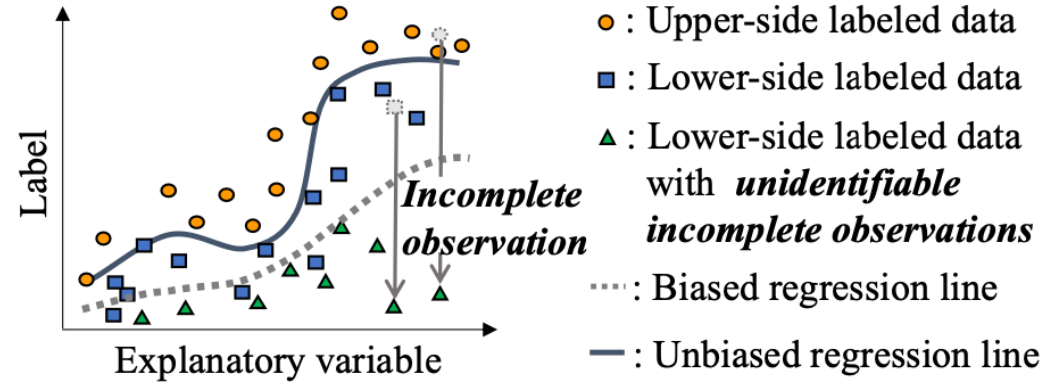 Label
Incomplete
observation
Explanatory variable
: Upper-side labeled data
: Lower-side labeled data
: Lower-side labeled data
with unidentifiable
incomplete observations
: Biased regression line
: Unbiased regression line